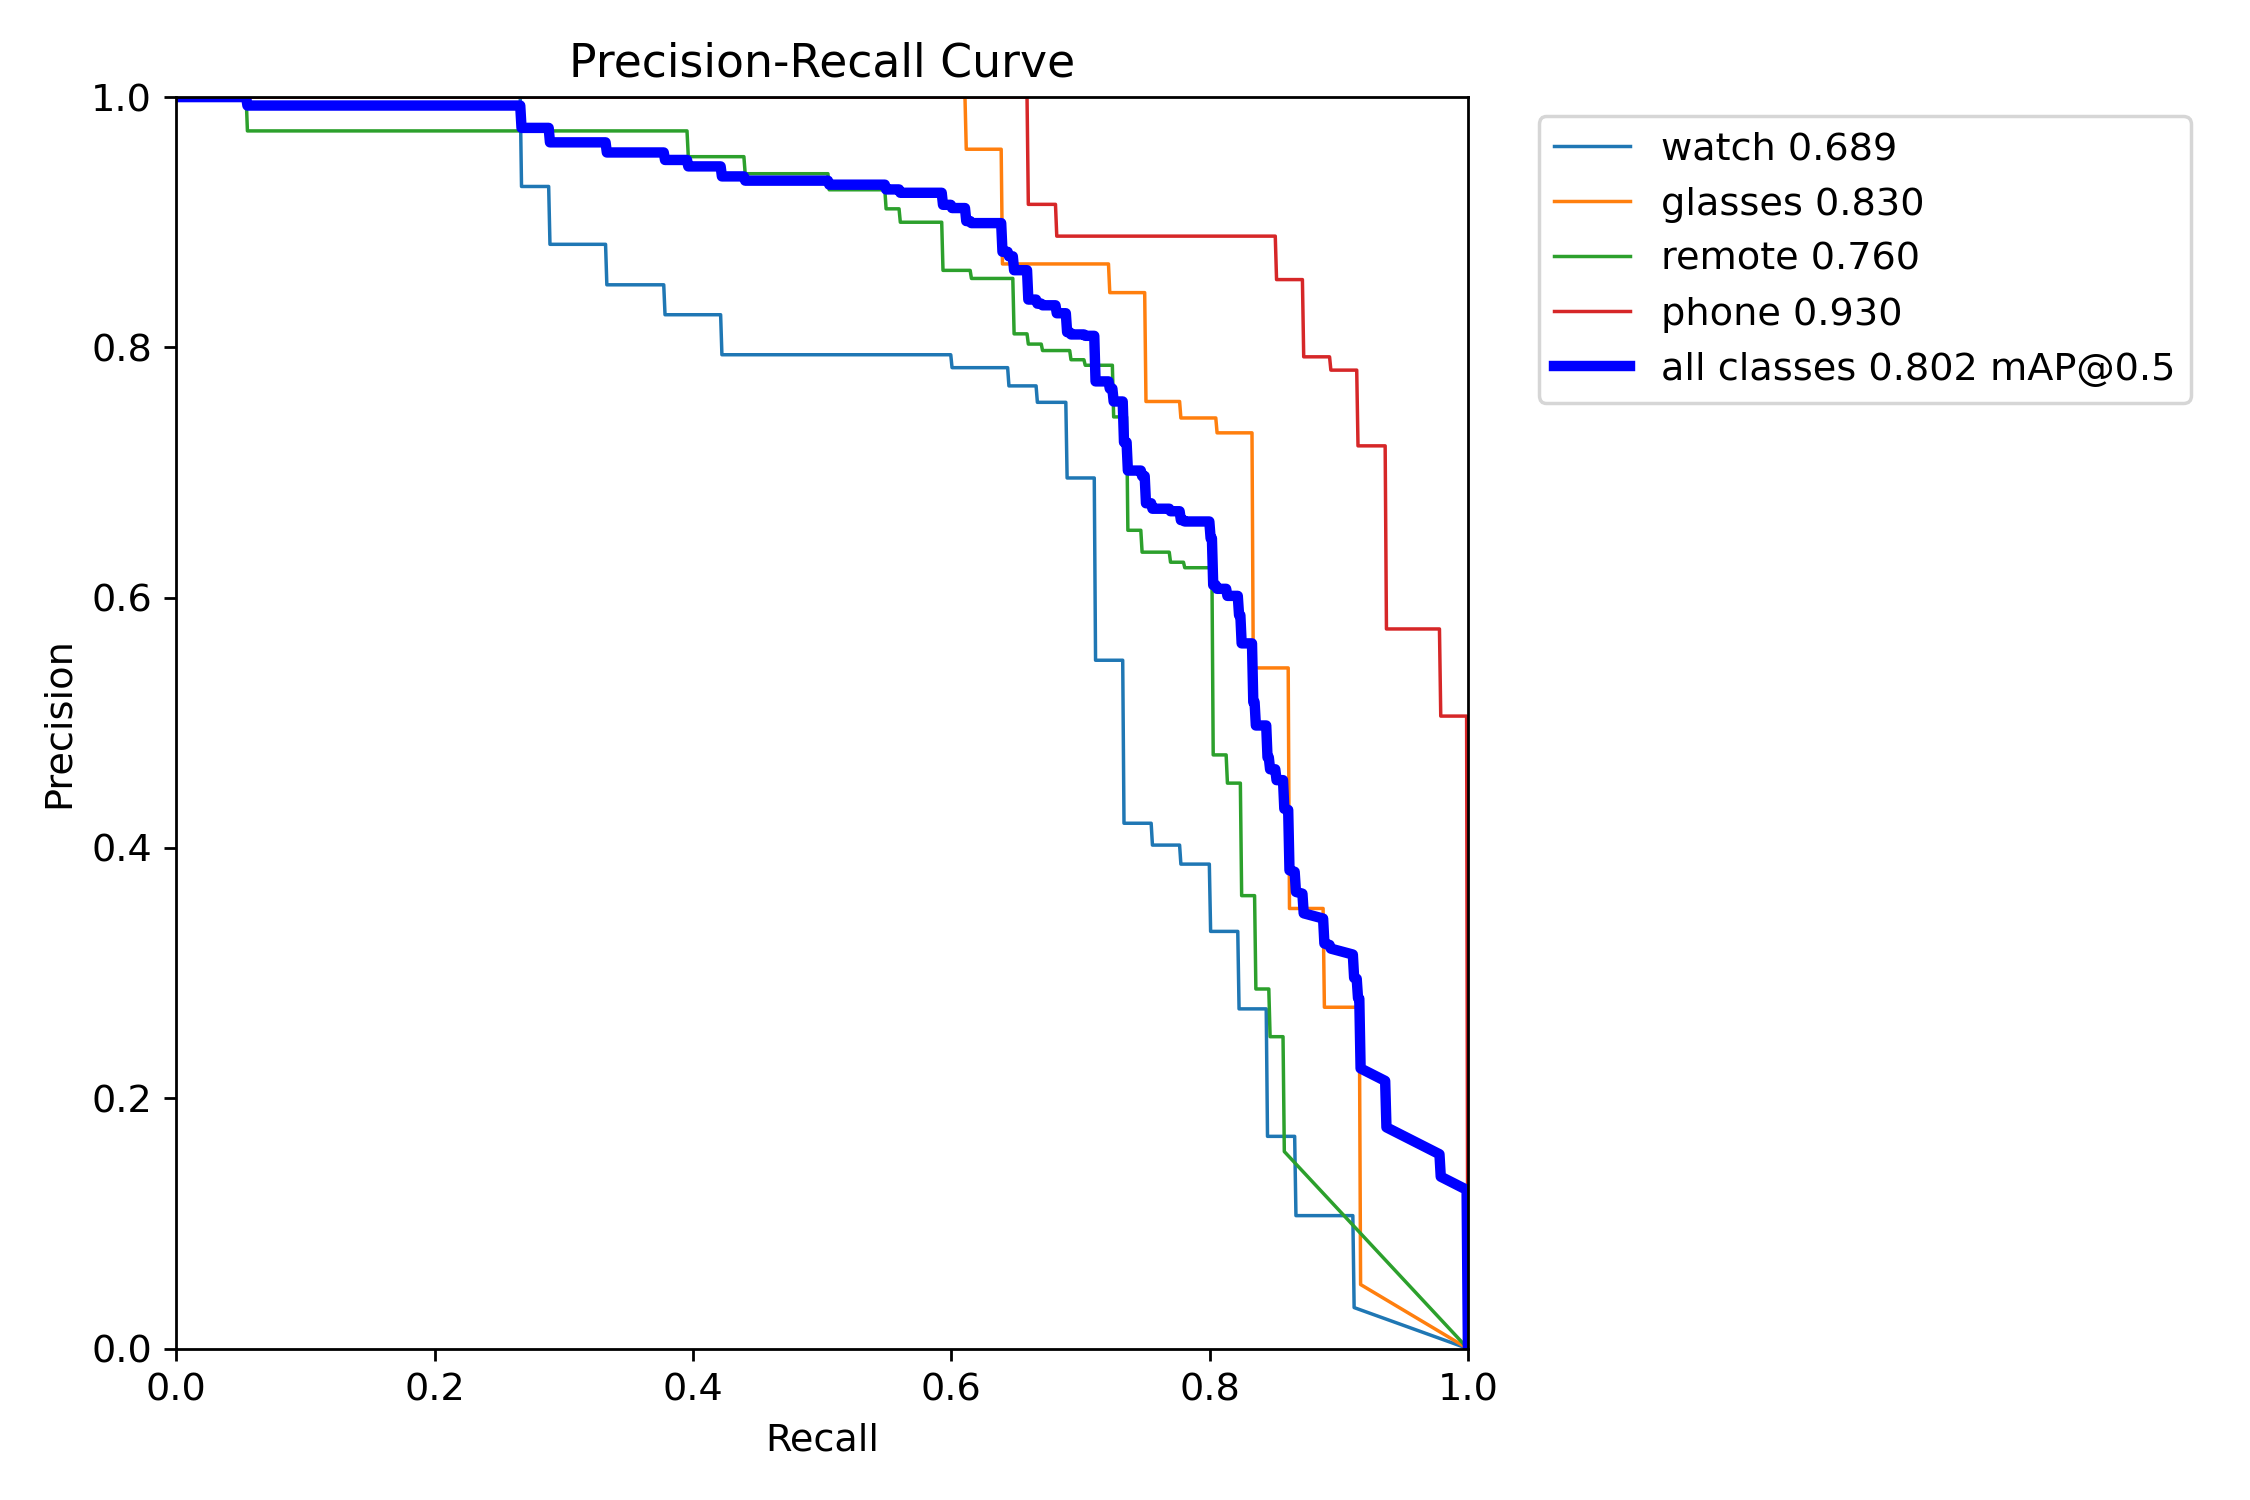 Precision-Recall Curve
1.0
0.8
0.6
0.4
0.2
0.0
Precision
0.0 0.2 0.4 0.6 0.8 1.0
Recall
watch 0.689
glasses 0.830
remote 0.760
phone 0.930
all classes 0.802 mAP@0.5